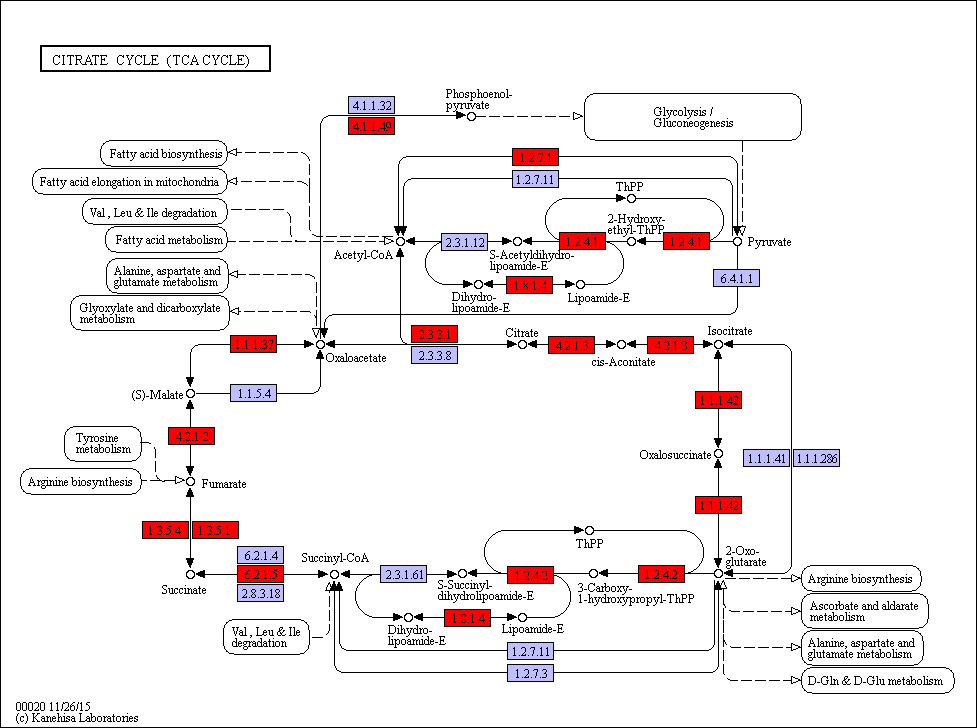 CITRATE CYCLE (TCA CYCLE)
Phosphoenol-
pyruvate
4.1.1.32
4.1.1.49
Glycolysis /
Gluconeogenesis
Fatty acid biosynthesis
Fatty acid elongation in mitochondria
Val , Leu & Ile degradation
Fatty acid metabolism
Alanine, aspartate and
glutamate metabolism
Glyoxylate and dicarboxylate
metabolism
1.2.7.1
1.2.7.11
ThPP
2-Hydroxy-
ethyl-ThPP
Acetyl-CoA
2.3.1.12
S-Acetyldihydro-
lipoamide-E
1.2.4.1
1.2.4.1
Pyruvate
Dihydro-
lipoamide-E
1.8.1.4
Lipoamide-E
6.4.1.1
1.1.1.37
Oxaloacetate
2.3.3.1
2.3.3.8
Citrate
4.2.1.3
cis-Aconitate
4.2.1.3
Isocitrate
(S)-Malate
1.1.5.4
1.1.1.42
4.2.1.2
Tyrosine
metabolism
Arginine biosynthesis
Fumarate
Oxalosuccinate
1.1.1.41
1.1.1.286
1.1.1.42
1.3.5.4
1.3.5.1
ThPP
6.2.1.4
6.2.1.5
2.8.3.18
Succinate
Succinyl-CoA
2.3.1.61
S-Succinyl-
dihydrolipoamide-E
1.2.4.2
3-Carboxy-
1-hydroxypropyl-ThPP
1.2.4.2
2-Oxo-
glutarate
Dihydro-
lipoamide-E
1.8.1.4
Lipoamide-E
Val , Leu & Ile
degradation
1.2.7.11
1.2.7.3
Arginine biosynthesis
Ascorbate and aldarate
metabolism
Alanine, aspartate and
glutamate metabolism
D-Gln & D-Glu metabolism
00020 11/26/15
(c) Kanehisa Laboratories